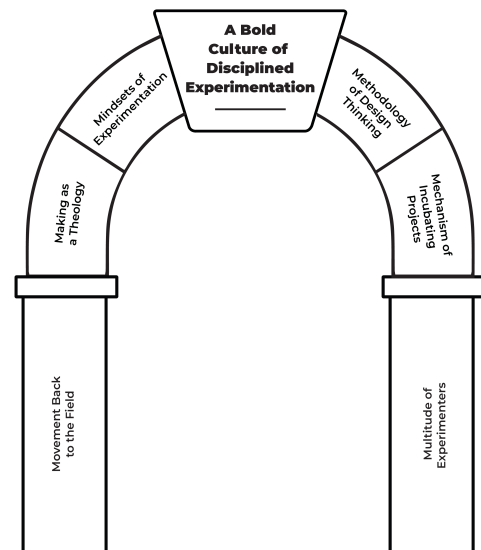 A Bold
Culture of
Disciplined
Experimentation
Mindsets of
Experimentation
Methodology
of Design
Thinking
Making as
a Theology
Mechanism of
Incubating
Projects
Movement Back
to the Field
Multitude of
Experimenters